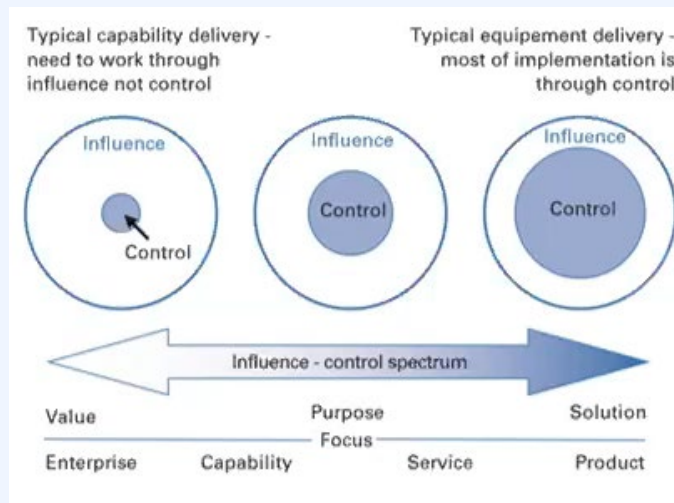 Typical capability delivery -
need to work through
influence not control
Typical equipement delivery -
most of implementation is
through control
Influence
Control
Influence
Control
Influence
Control
Influence - control spectrum
Value Purpose Solution
Focus
Enterprise Capability Service Product